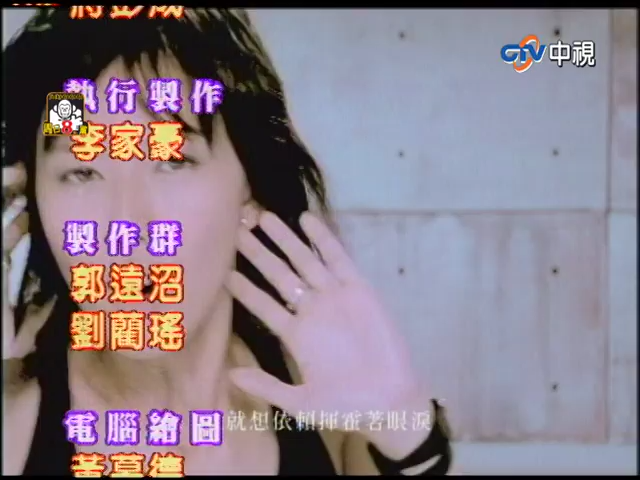 CTV中視
執行製作
李家豪
製作群
郭遠沼
劉藺瑤
電腦繪圖
就想依賴揮霍著眼淚